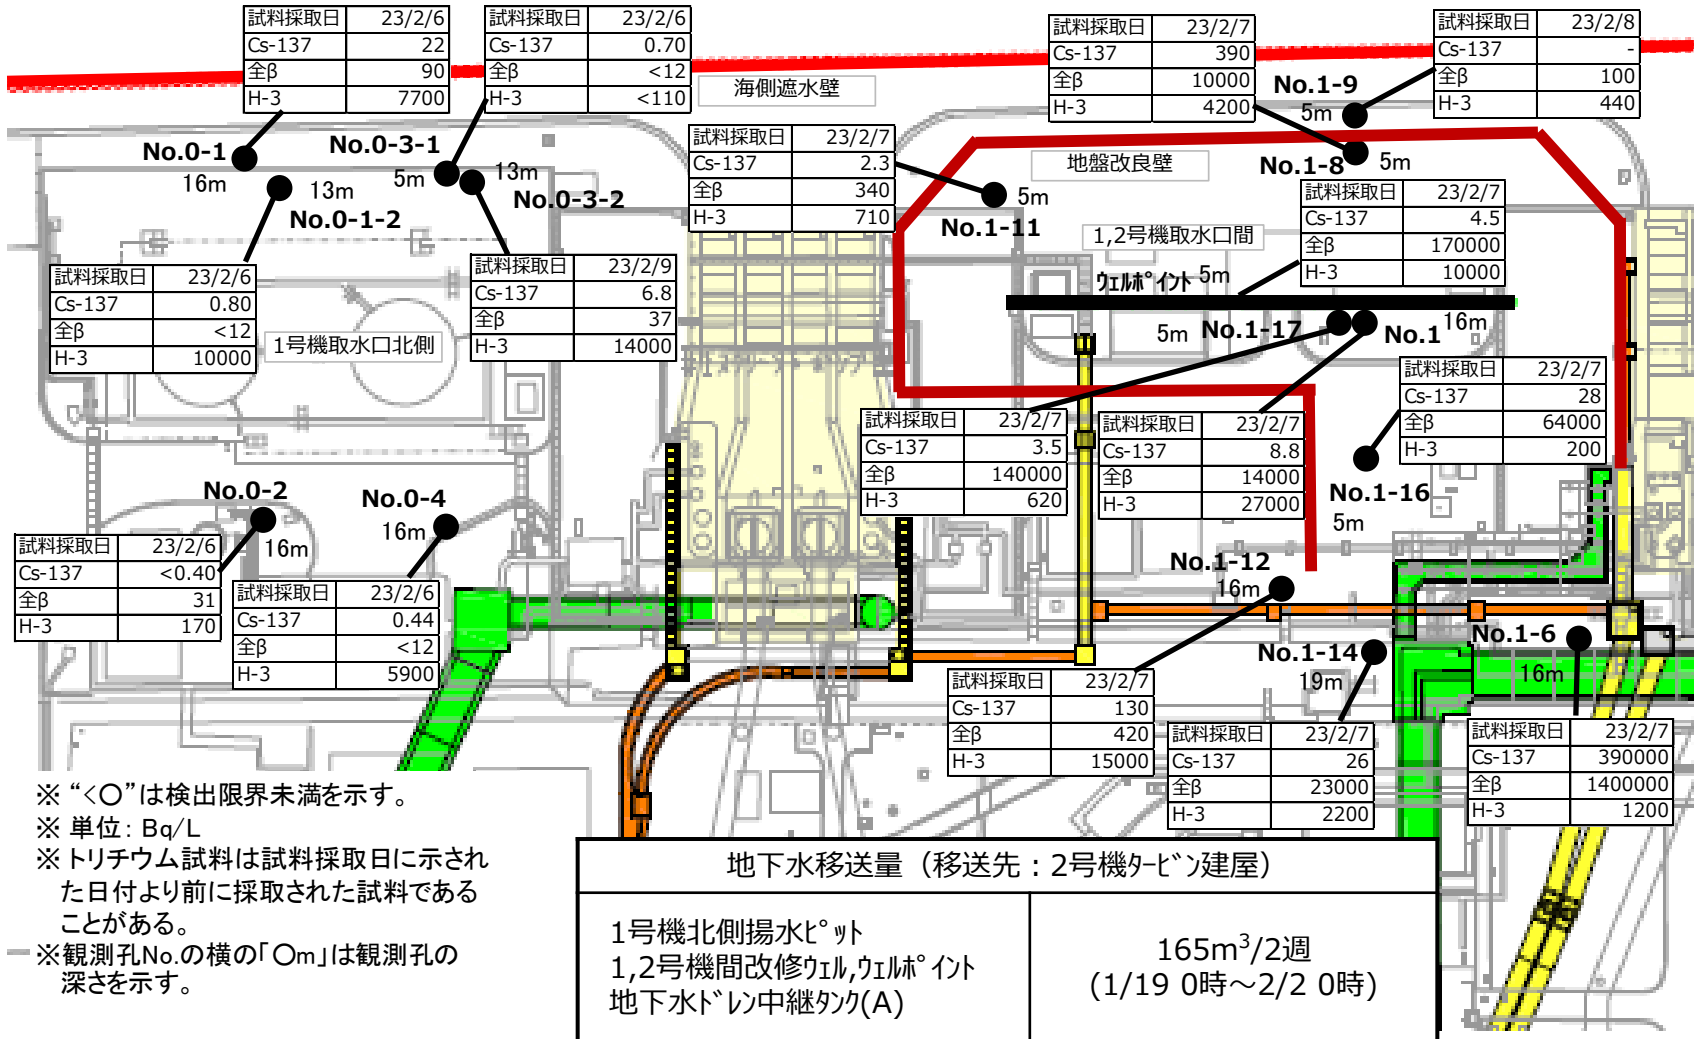 試料採取日 23/2/6
Cs-137 22
全β 90
H-3 7700
試料採取日 23/2/6
Cs-137 0.70
全β <12
H-3 <110
海側遮水壁
試料採取日 23/2/7
Cs-137 390
全β 10000
H-3 4200
試料採取日 23/2/8
Cs-137 -
全β 100
H-3 440
No.1-9
5m
No.0-1
16m
No.0-3-1
5m
13m
No.0-1-2
13m
No.0-3-2
試料採取日 23/2/7
Cs-137 2.3
全β 340
H-3 710
5m
No.1-11
地盤改良壁
No.1-8
5m
試料採取日 23/2/7
Cs-137 4.5
全β 170000
H-3 10000
1,2号機取水口間
ｳｪﾙﾎﾟｲﾝﾄ 5m
試料採取日 23/2/6
Cs-137 0.80
全β <12
H-3 10000
1号機取水口北側
試料採取日 23/2/9
Cs-137 6.8
全β 37
H-3 14000
5m
No.1-17
No.1
16m
試料採取日 23/2/7
Cs-137 28
全β 64000
H-3 200
試料採取日 23/2/7
Cs-137 3.5
全β 140000
H-3 620
試料採取日 23/2/7
Cs-137 8.8
全β 14000
H-3 27000
No.1-16
5m
No.0-2
16m
No.0-4
16m
試料採取日 23/2/6
Cs-137 <0.40
全β 31
H-3 170
試料採取日 23/2/6
Cs-137 0.44
全β <12
H-3 5900
No.1-12
16m
No.1-14
19m
No.1-6
16m
試料採取日 23/2/7
Cs-137 130
全β 420
H-3 15000
試料採取日 23/2/7
Cs-137 26
全β 23000
H-3 2200
試料採取日 23/2/7
Cs-137 390000
全β 1400000
H-3 1200
※ “<〇”は検出限界未満を示す。
※ 単位: Bq/L
※ トリチウム試料は試料採取日に示され
た日付より前に採取された試料である
ことがある。
※観測孔No.の横の「〇m」は観測孔の
深さを示す。
地下水移送量（移送先：2号機ﾀｰﾋﾞﾝ建屋）
1号機北側揚水ﾋﾟｯﾄ
1,2号機間改修ｳｪﾙ,ｳｪﾙﾎﾟｲﾝﾄ
地下水ﾄﾞﾚﾝ中継ﾀﾝｸ(A)
165m³/2週
(1/19 0時～2/2 0時)